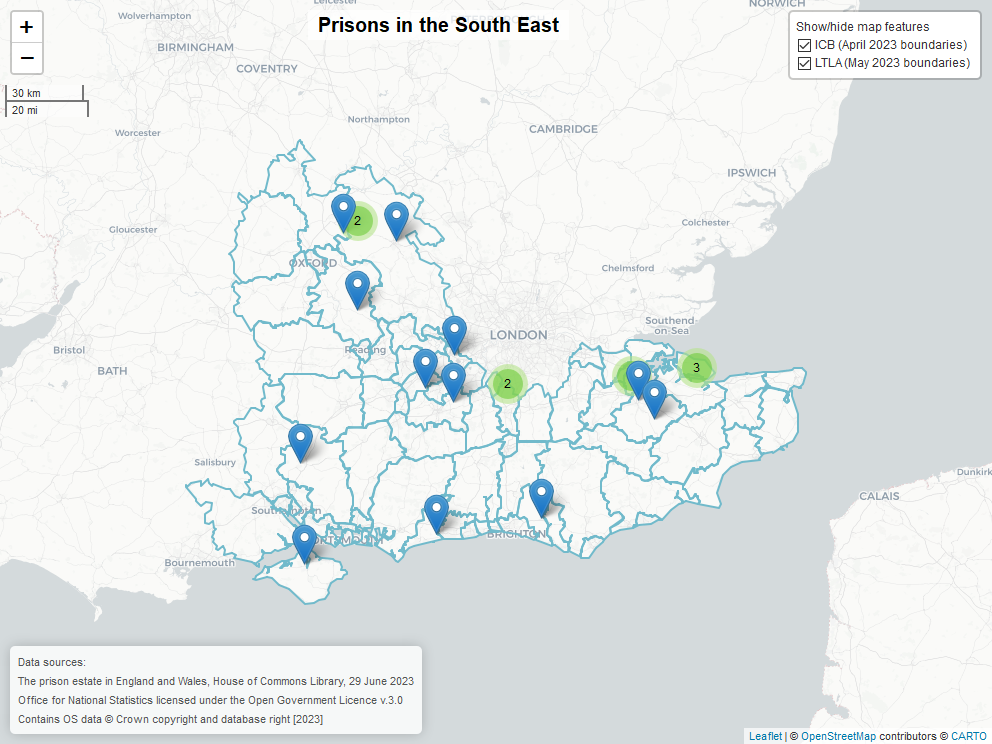 Leicester
NORWICH
Wolverhampton
+
Prisons in the South East
−
Show/hide map features
ICB (April 2023 boundaries)
LTLA (May 2023 boundaries)
BIRMINGHAM
COVENTRY
30 km
20 mi
Northampton
Worcester
CAMBRIDGE
IPSWICH
Gloucester
2
Colchester
OXFORD
Chelmsford
Southend
-on-Sea
LONDON
Bristol
Reading
BATH
2
3
Salisbury
Dunkirk
CALAIS
Southampton
PORTSMOUTH
BRIGHTON
Bournemouth
Data sources:
The prison estate in England and Wales, House of Commons Library, 29 June 2023
Office for National Statistics licensed under the Open Government Licence v.3.0
Contains OS data © Crown copyright and database right [2023]
Leaflet | © OpenStreetMap contributors © CARTO